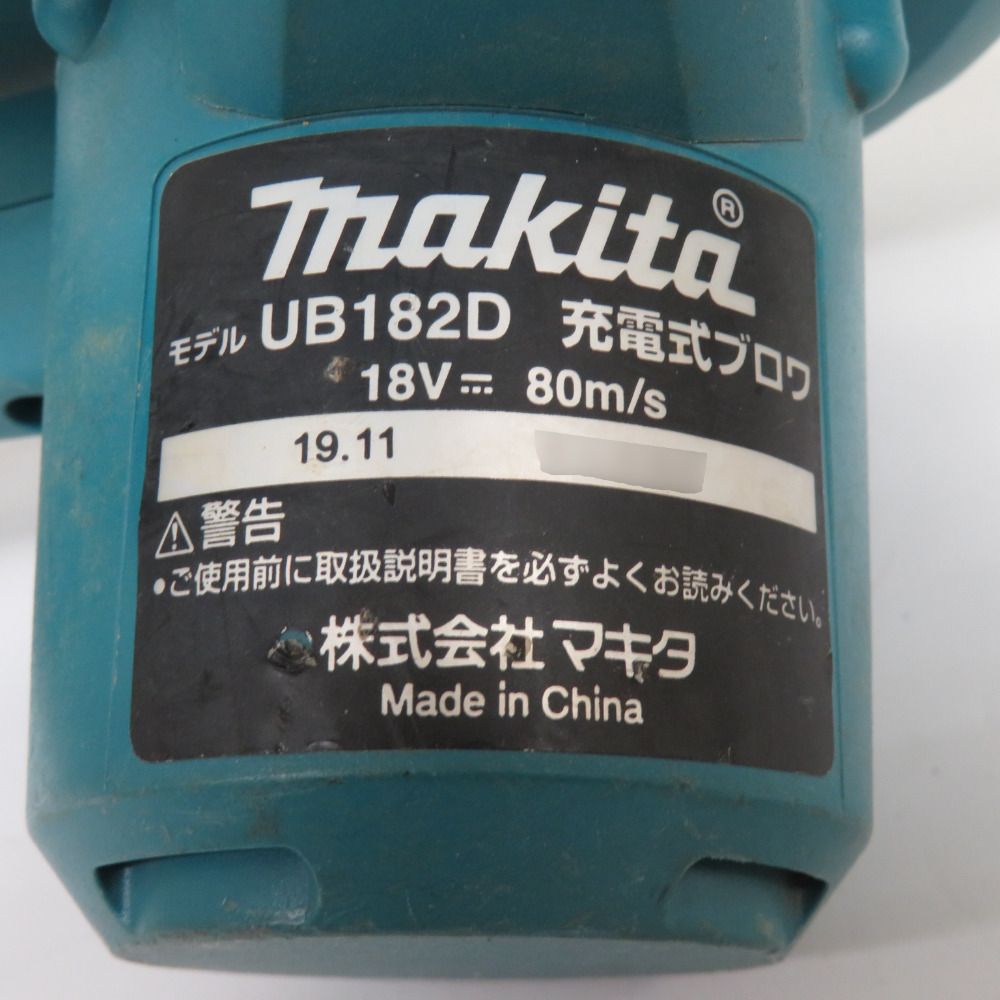 makita®
モデル UB182D 充電式ブロワ
18V⎓ 80m/s
19.11
⚠警告
•ご使用前に取扱説明書を必ずよくお読みください。
株式会社マキタ
Made in China